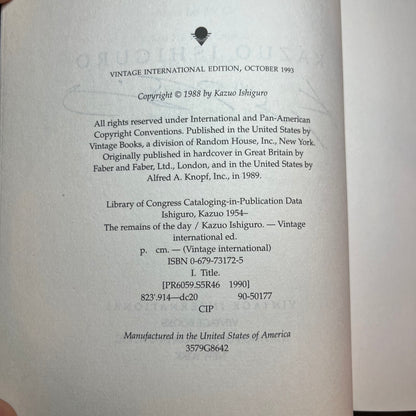 VINTAGE INTERNATIONAL EDITION, OCTOBER 1993
Copyright © 1988 by Kazuo Ishiguro
All rights reserved under International and Pan-American
Copyright Conventions. Published in the United States by
Vintage Books, a division of Random House, Inc., New York.
Originally published in hardcover in Great Britain by
Faber and Faber, Ltd., London, and in the United States by
Alfred A. Knopf, Inc., in 1989.
Library of Congress Cataloging-in-Publication Data
Ishiguro, Kazuo 1954–
The remains of the day / Kazuo Ishiguro. — Vintage
international ed.
p. cm. — (Vintage international)
ISBN 0-679-73172-5
I. Title.
[PR6059.S5R46 1990]
823'.914—dc20 90-50177
CIP
Manufactured in the United States of America
3579G8642